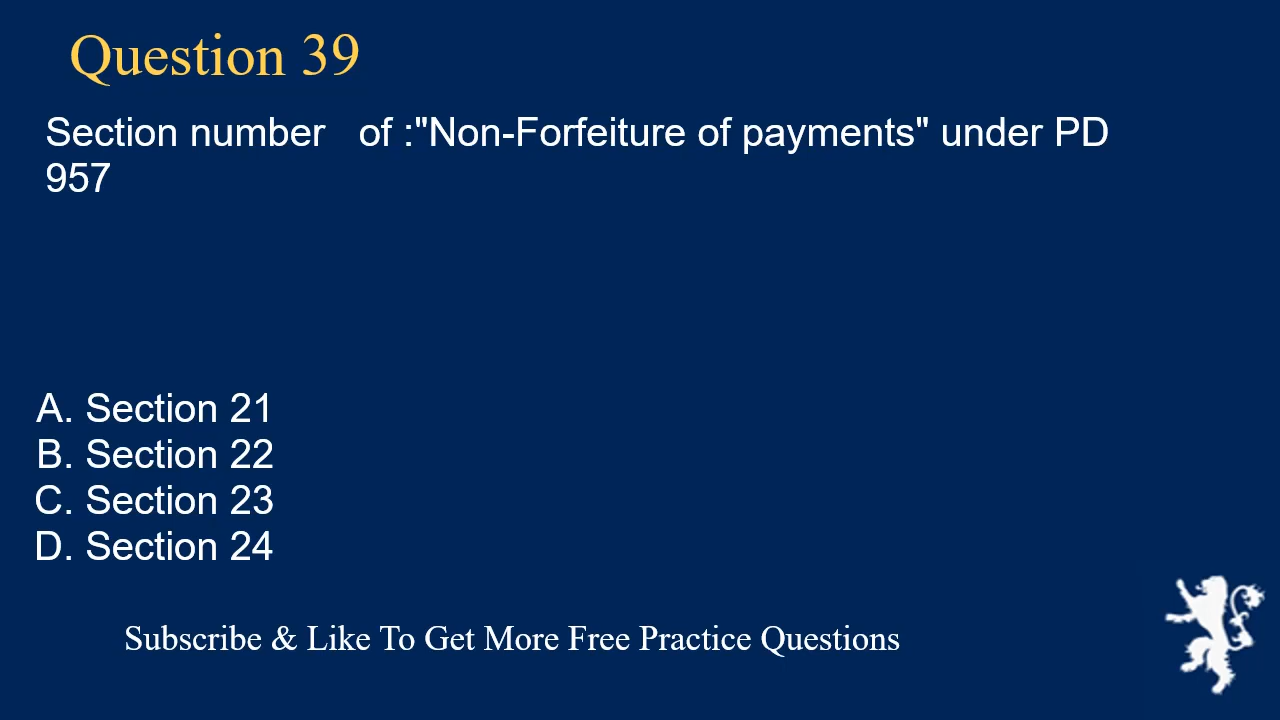 Question 39
Section number   of :"Non-Forfeiture of payments" under PD
957
A. Section 21
B. Section 22
C. Section 23
D. Section 24
Subscribe & Like To Get More Free Practice Questions